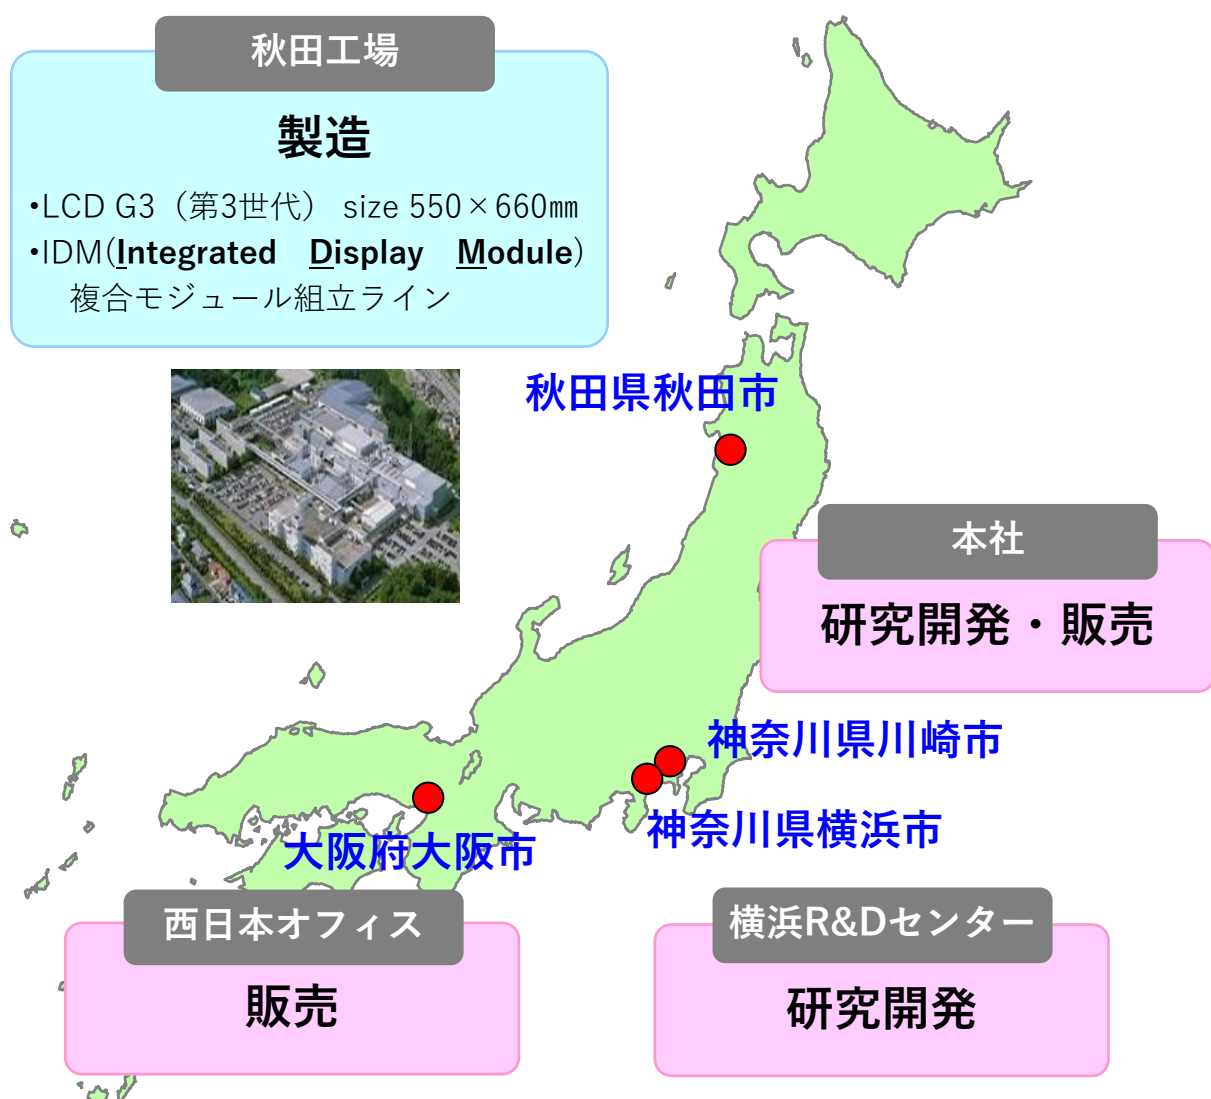 秋田工場
製造
•LCD G3（第3世代） size 550×660㎜
•IDM(Integrated　Display　Module）
複合モジュール組立ライン
秋田県秋田市
本社
研究開発・販売
神奈川県川崎市
神奈川県横浜市
大阪府大阪市
西日本オフィス
販売
横浜R&Dセンター
研究開発